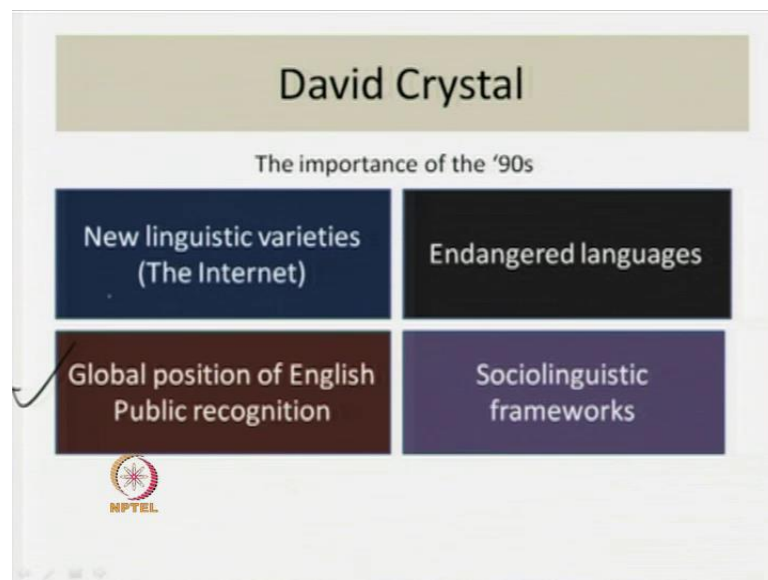 David Crystal
The importance of the ‘90s
New linguistic varieties
(The Internet)
Endangered languages
Global position of English
Public recognition
Sociolinguistic
frameworks
NPTEL